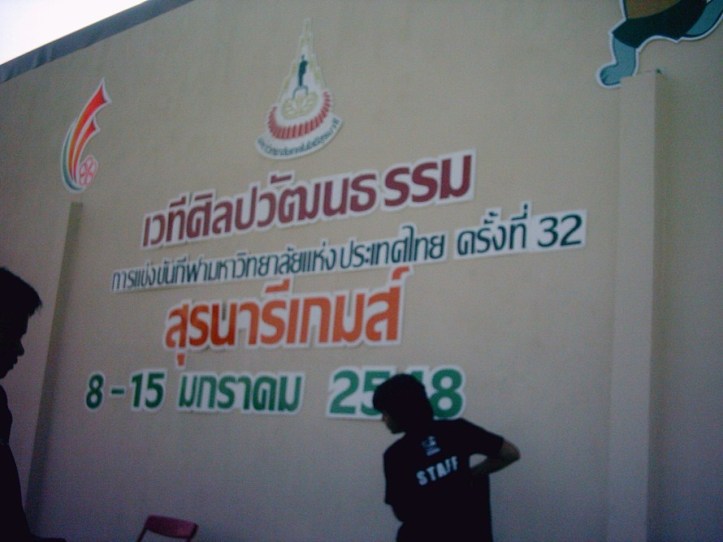 เวทีศิลปวัฒนธรรม
การแข่งขันกีฬามหาวิทยาลัยแห่งประเทศไทย ครั้งที่ 32
สุรนารีเกมส์
8 - 15 มกราคม 2548
STAFF